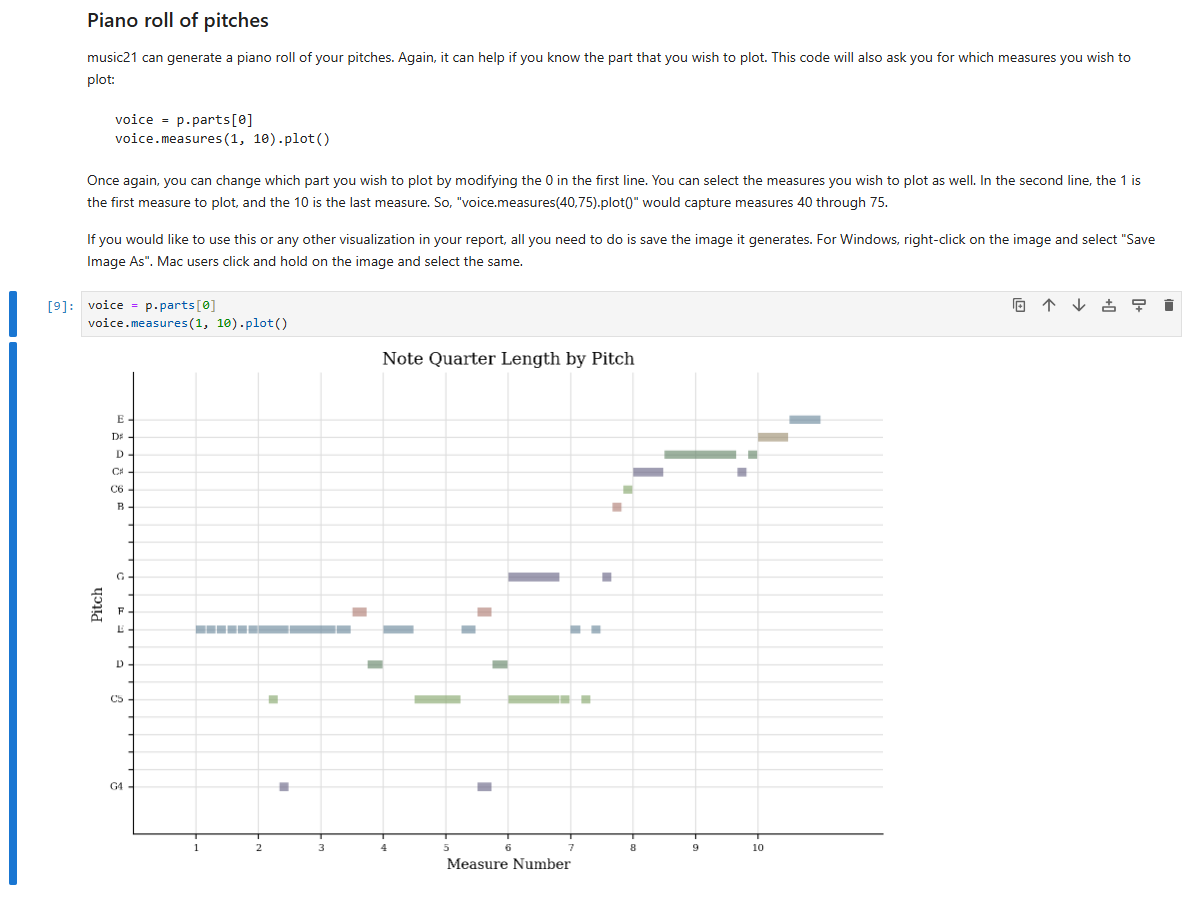 Piano roll of pitches
music21 can generate a piano roll of your pitches. Again, it can help if you know the part that you wish to plot. This code will also ask you for which measures you wish to
plot:
voice = p.parts[0]
voice.measures(1, 10).plot()
Once again, you can change which part you wish to plot by modifying the 0 in the first line. You can select the measures you wish to plot as well. In the second line, the 1 is
the first measure to plot, and the 10 is the last measure. So, "voice.measures(40,75).plot()" would capture measures 40 through 75.
If you would like to use this or any other visualization in your report, all you need to do is save the image it generates. For Windows, right-click on the image and select "Save
Image As". Mac users click and hold on the image and select the same.
[9]: voice = p.parts[0]
voice.measures(1, 10).plot()
Note Quarter Length by Pitch
E
D♯
D
C♯
C6
B
G
F
E
D
C5
G4
Pitch
1 2 3 4 5 6 7 8 9 10
Measure Number